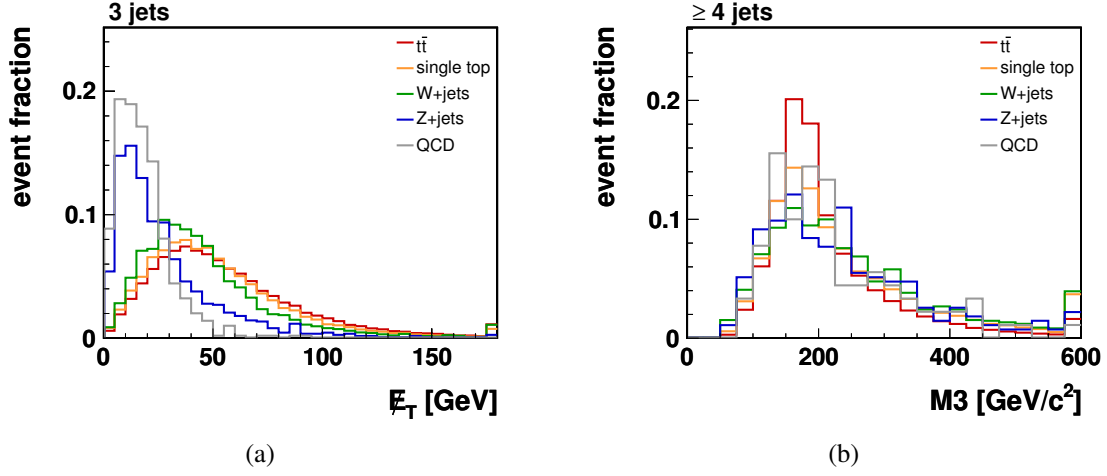 3 jets
event fraction
0.2
0.1
0
0 50 100 150
E̸_T [GeV]
tt̄
single top
W+jets
Z+jets
QCD
(a)
≥ 4 jets
event fraction
0.2
0.1
0
0 200 400 600
M3 [GeV/c²]
tt̄
single top
W+jets
Z+jets
QCD
(b)